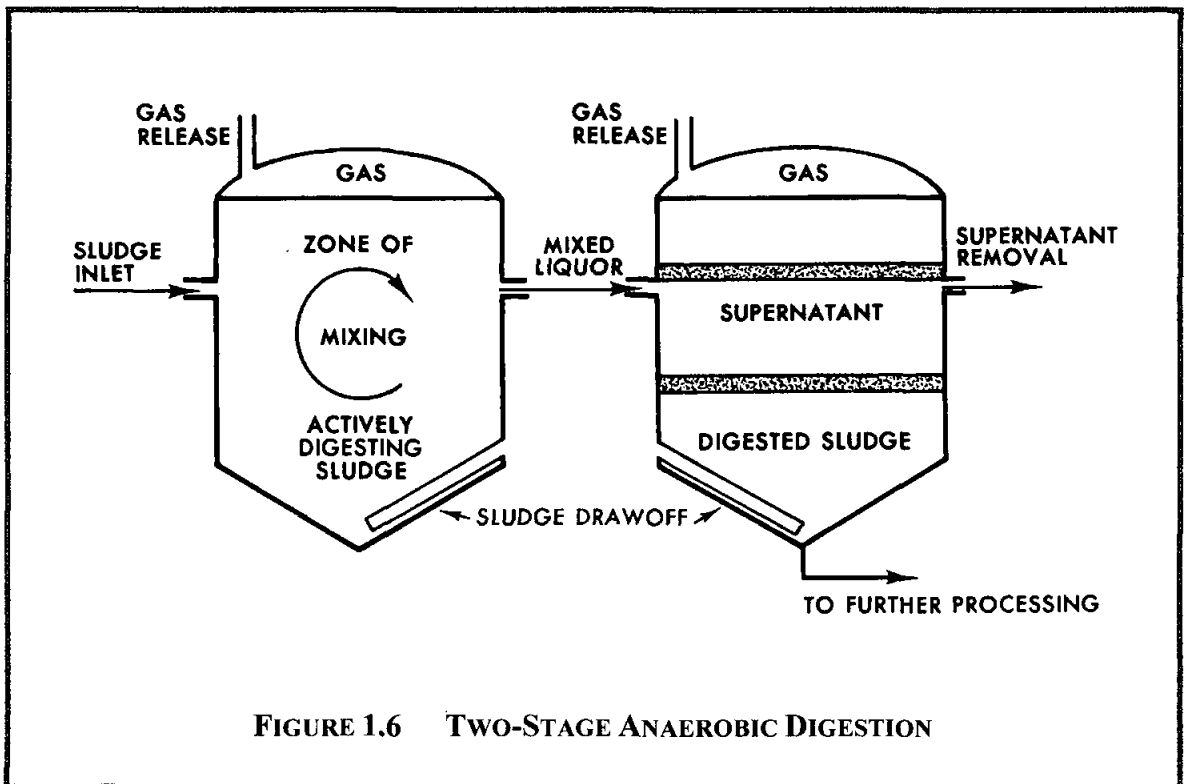 GAS
RELEASE
GAS
SLUDGE
INLET
ZONE OF
MIXING
ACTIVELY
DIGESTING
SLUDGE
MIXED
LIQUOR
GAS
RELEASE
GAS
SUPERNATANT
REMOVAL
SUPERNATANT
DIGESTED SLUDGE
SLUDGE DRAWOFF
TO FURTHER PROCESSING
FIGURE 1.6 TWO-STAGE ANAEROBIC DIGESTION